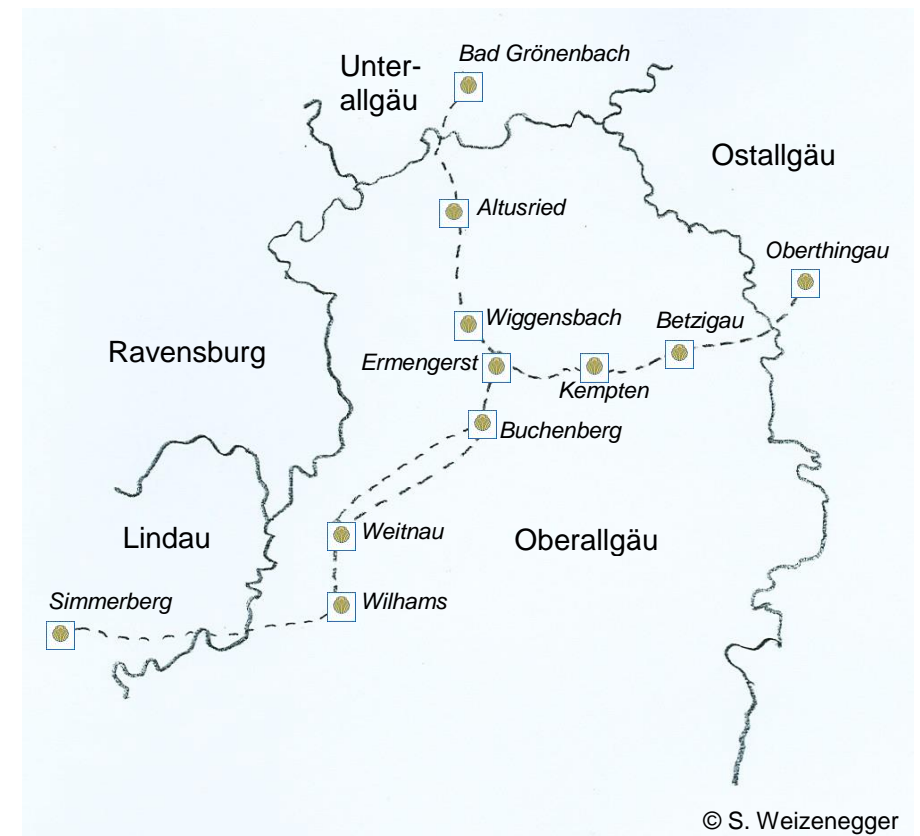 Bad Grönenbach
Unter-
allgäu
Ostallgäu
Altusried
Oberthingau
Wiggensbach
Betzigau
Ravensburg
Ermengerst
Kempten
Buchenberg
Lindau
Weitnau
Oberallgäu
Simmerberg
Wilhams
© S. Weizenegger